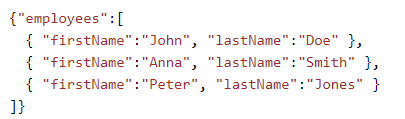 {"employees":[
  { "firstName":"John", "lastName":"Doe" },
  { "firstName":"Anna", "lastName":"Smith" },
  { "firstName":"Peter", "lastName":"Jones" }
]}